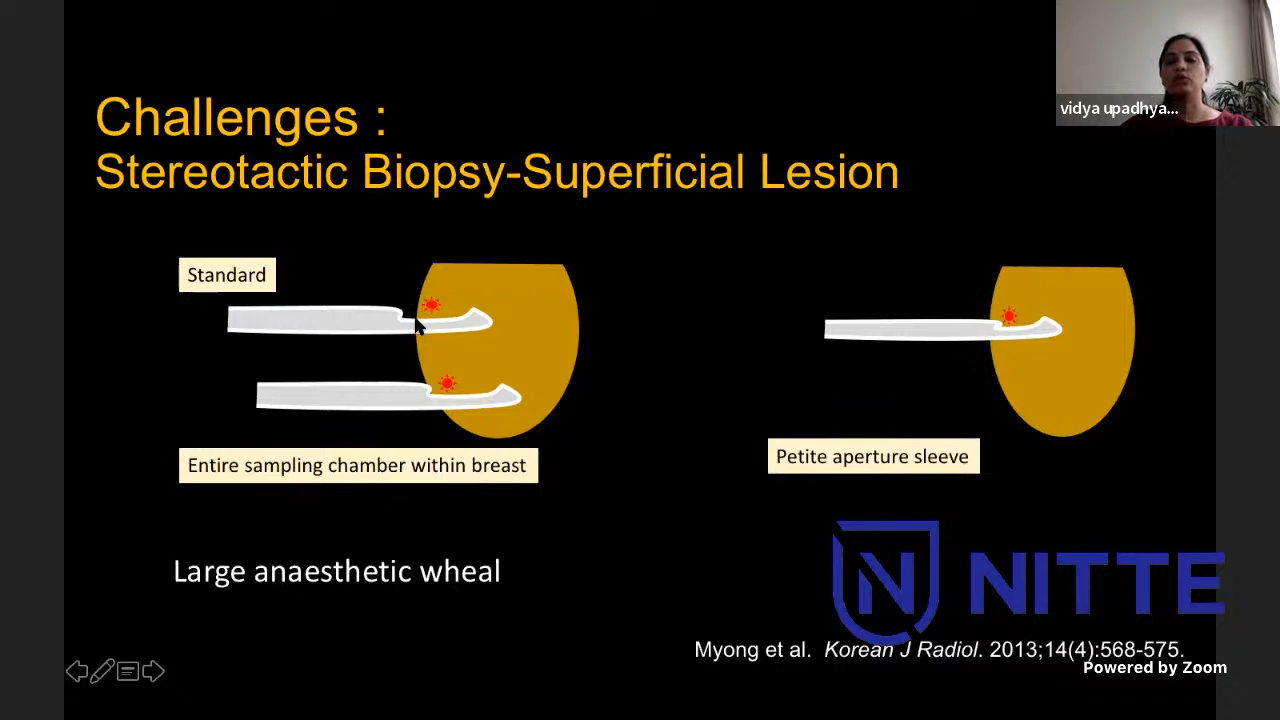 vidya upadhya...
Challenges :
Stereotactic Biopsy-Superficial Lesion
Standard
Entire sampling chamber within breast
Petite aperture sleeve
Large anaesthetic wheal
N NITTE
Myong et al. Korean J Radiol. 2013;14(4):568-575.
Powered by Zoom